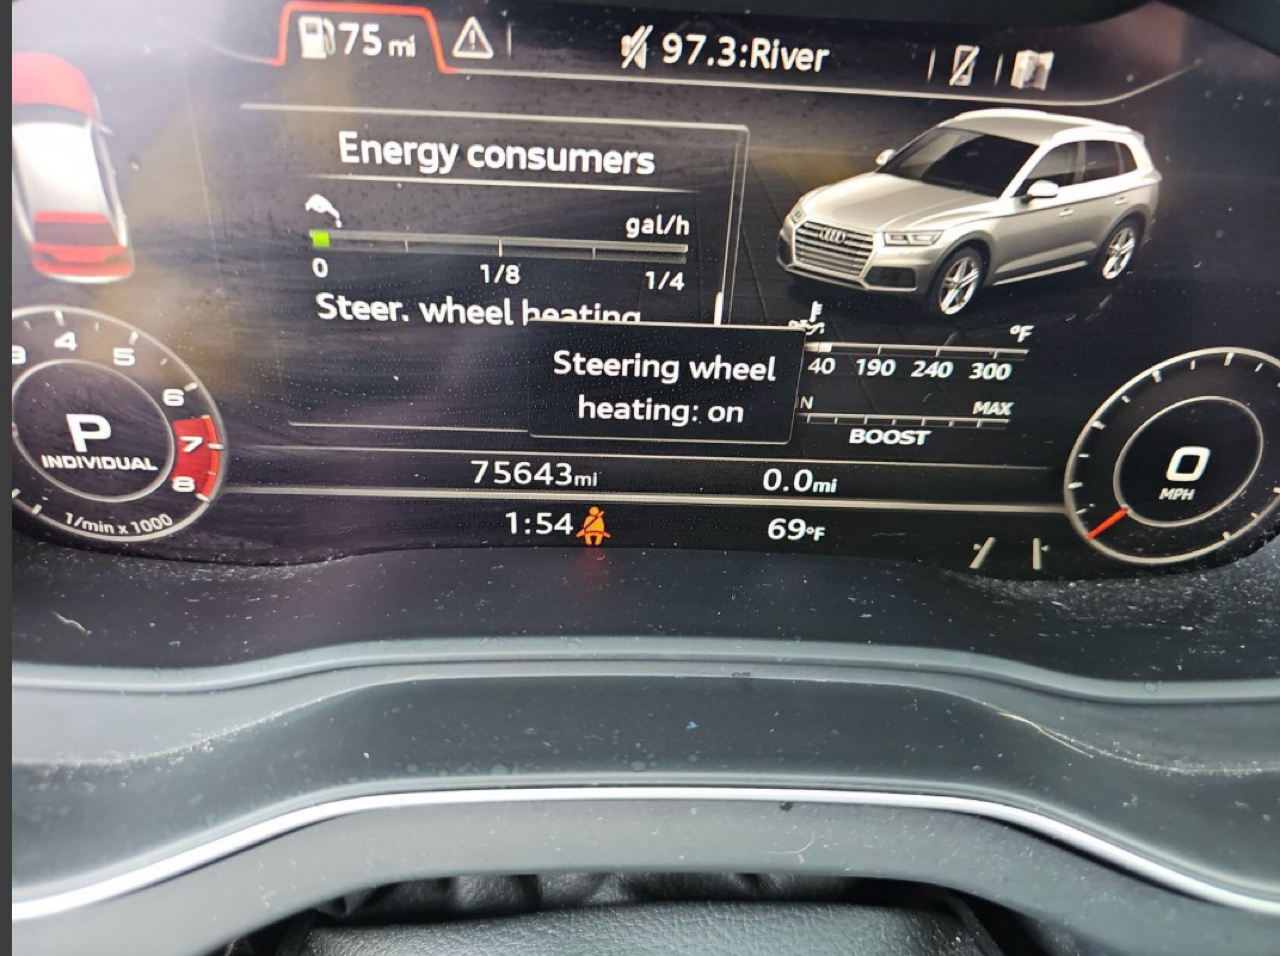 75 mi
97.3:River
Energy consumers
gal/h
0 1/8 1/4
Steer. wheel heating
Steering wheel
heating: on
°F
40 190 240 300
N MAX
BOOST
3 4 5 6 7 8
P
INDIVIDUAL
1/min x 1000
0
MPH
75643mi 0.0mi
1:54 69°F